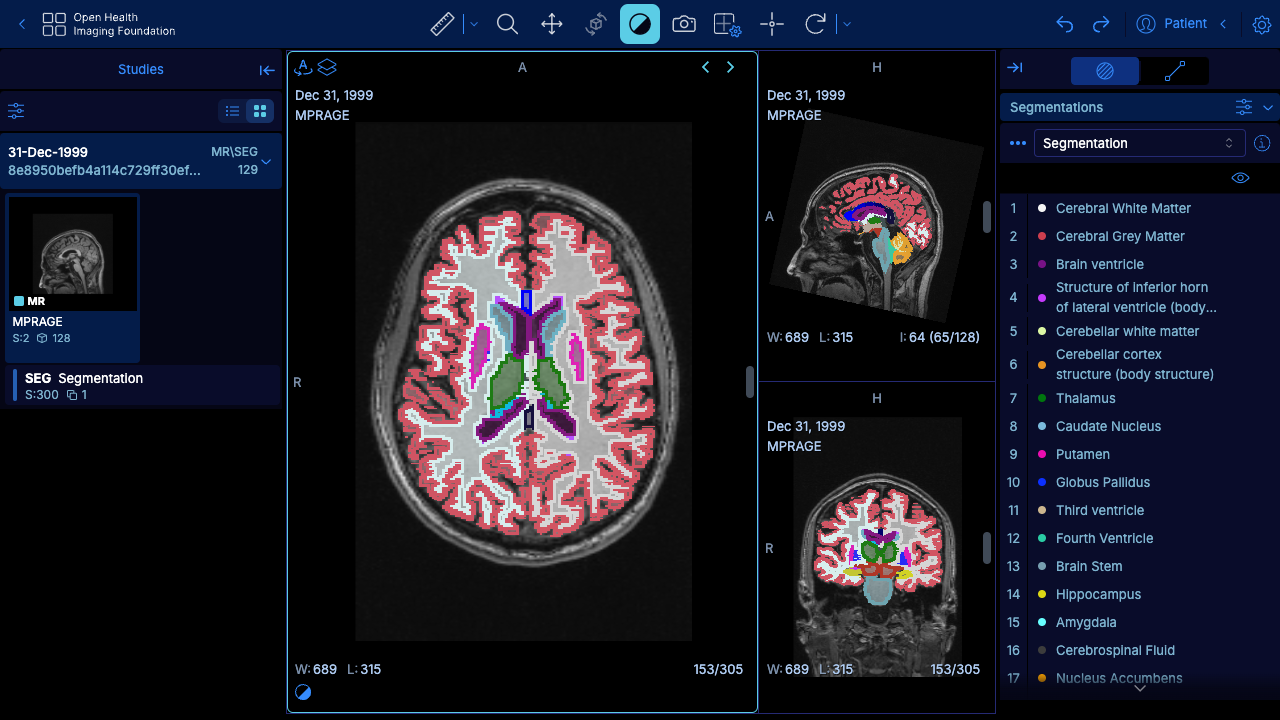 Open Health
Imaging Foundation
Patient
Studies
31-Dec-1999
MR\SEG
8e8950befb4a114c729ff30ef...
129
MR
MPRAGE
S:2 128
SEG Segmentation
S:300 1
A
A
Dec 31, 1999
MPRAGE
R
W:689 L:315
153/305
H
Dec 31, 1999
MPRAGE
A
W:689 L:315
I:64 (65/128)
H
Dec 31, 1999
MPRAGE
R
W:689 L:315
153/305
Segmentations
Segmentation
1 Cerebral White Matter
2 Cerebral Grey Matter
3 Brain ventricle
4 Structure of inferior horn
of lateral ventricle (body...
5 Cerebellar white matter
6 Cerebellar cortex
structure (body structure)
7 Thalamus
8 Caudate Nucleus
9 Putamen
10 Globus Pallidus
11 Third ventricle
12 Fourth Ventricle
13 Brain Stem
14 Hippocampus
15 Amygdala
16 Cerebrospinal Fluid
17 Nucleus Accumbens